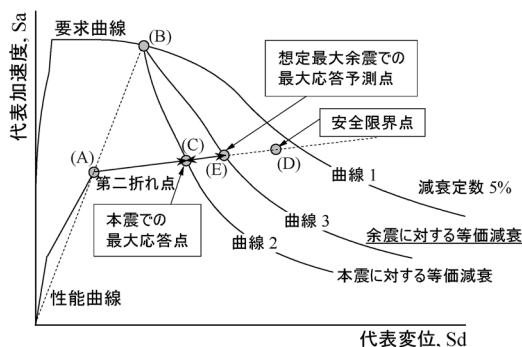 代表加速度, Sa
要求曲線
(B)
想定最大余震での
最大応答予測点
安全限界点
(A)
(C)
(E)
(D)
第二折れ点
曲線 1
減衰定数 5%
本震での
最大応答点
曲線 3
余震に対する等価減衰
曲線 2
本震に対する等価減衰
性能曲線
代表変位, Sd